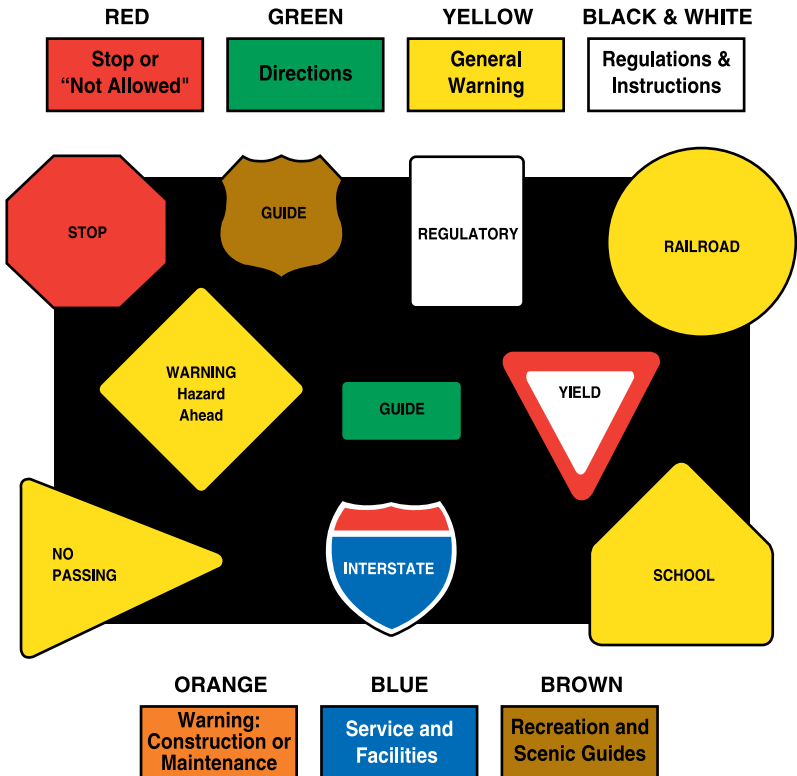 RED
GREEN
YELLOW
BLACK & WHITE
Stop or
“Not Allowed"
Directions
General
Warning
Regulations &
Instructions
STOP
GUIDE
REGULATORY
RAILROAD
WARNING
Hazard
Ahead
GUIDE
YIELD
NO
PASSING
INTERSTATE
SCHOOL
ORANGE
BLUE
BROWN
Warning:
Construction or
Maintenance
Service and
Facilities
Recreation and
Scenic Guides